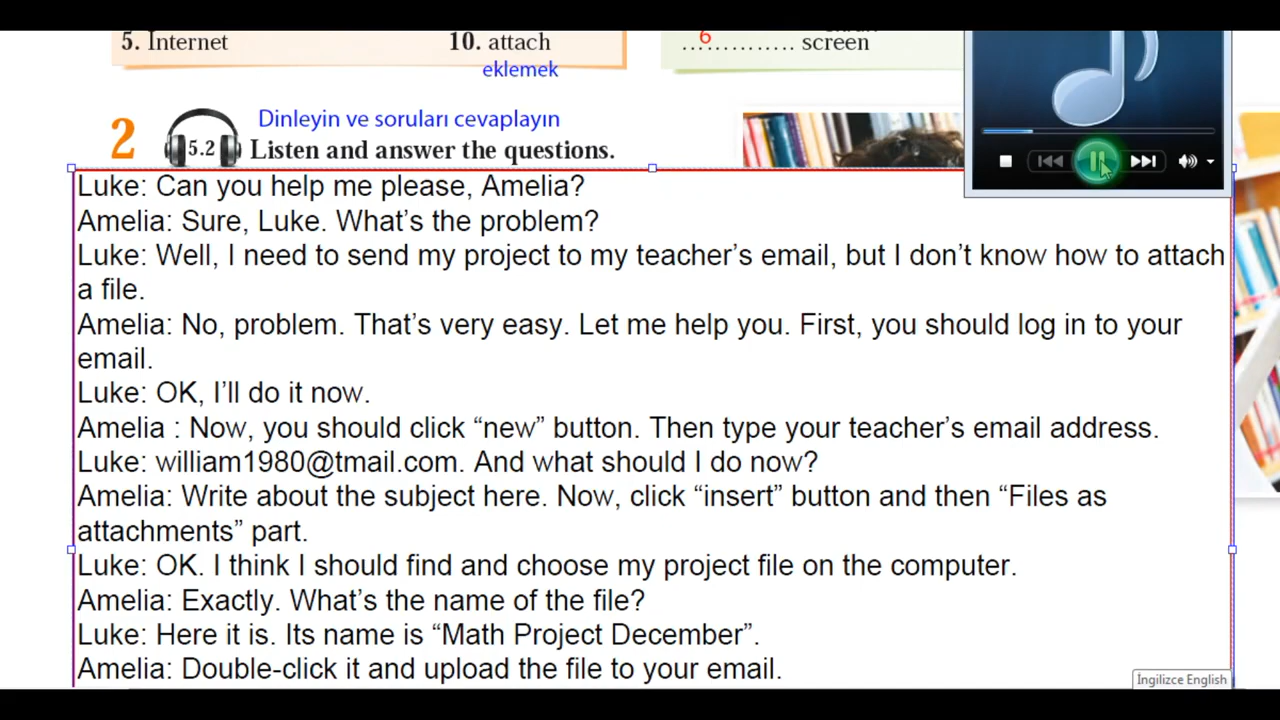 5. Internet
10. attach
6
.............. screen
eklemek
2
Dinleyin ve soruları cevaplayın
5.2 Listen and answer the questions.
Luke: Can you help me please, Amelia?
Amelia: Sure, Luke. What’s the problem?
Luke: Well, I need to send my project to my teacher’s email, but I don’t know how to attach
a file.
Amelia: No, problem. That’s very easy. Let me help you. First, you should log in to your
email.
Luke: OK, I’ll do it now.
Amelia : Now, you should click “new” button. Then type your teacher’s email address.
Luke: william1980@tmail.com. And what should I do now?
Amelia: Write about the subject here. Now, click “insert” button and then “Files as
attachments” part.
Luke: OK. I think I should find and choose my project file on the computer.
Amelia: Exactly. What’s the name of the file?
Luke: Here it is. Its name is “Math Project December”.
Amelia: Double-click it and upload the file to your email.
İngilizce English